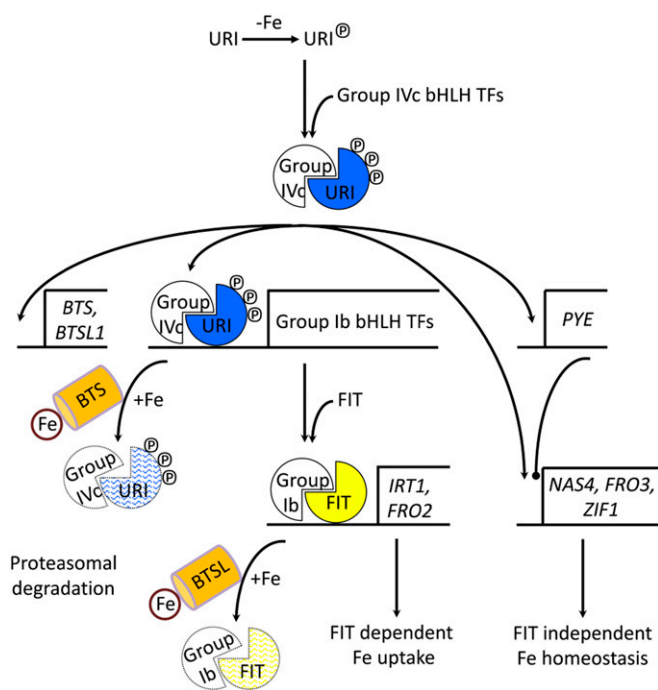 -Fe
URI URI Ⓟ
Group IVc bHLH TFs
Group
IVc URI
Ⓟ Ⓟ Ⓟ
BTS,
BTSL1
Group
IVc URI
Ⓟ Ⓟ Ⓟ
Group Ib bHLH TFs
PYE
BTS
Fe
+Fe
FIT
Group
IVc URI
Ⓟ Ⓟ Ⓟ
Group
Ib FIT
IRT1,
FRO2
NAS4, FRO3,
ZIF1
Proteasomal
degradation
BTSL
Fe
+Fe
Group
Ib FIT
FIT dependent
Fe uptake
FIT independent
Fe homeostasis